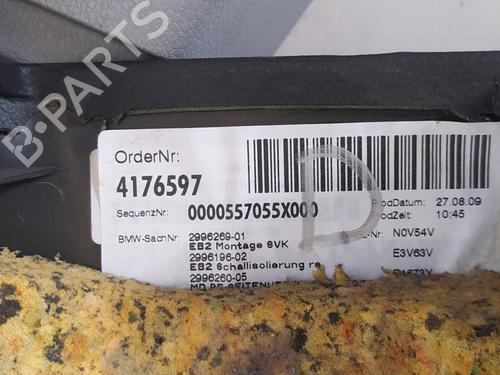 B-PARTS
OrderNr:
4176597
SequenzNr: 0000557055X000
ProdDatum: 27.08.09
ProdZeit: 10:45
BMW-SachNr: 2996269-01
EB2 Montage SVK
2996196-02
EB2 Schallisolierung re
2996260-05
N0V54V
E3V63V
D